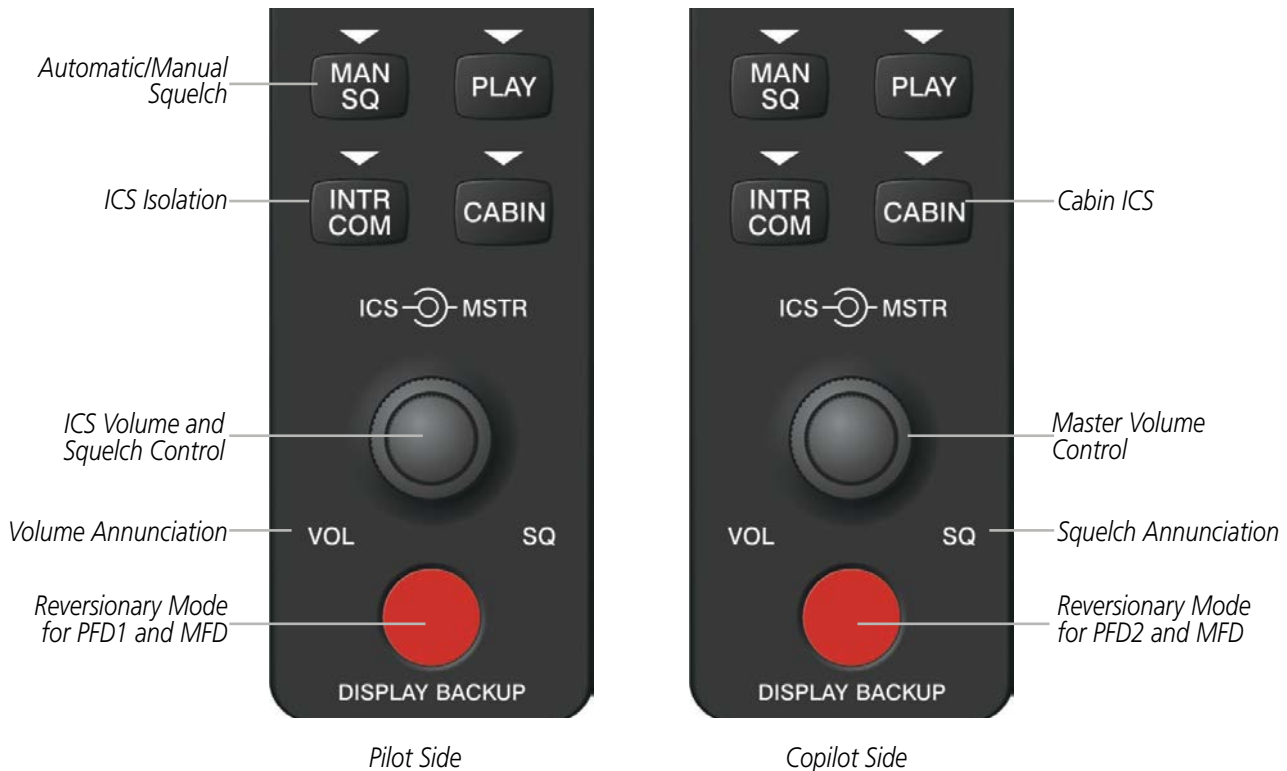 Automatic/Manual
Squelch
MAN
SQ
PLAY
ICS Isolation
INTR
COM
CABIN
ICS MSTR
ICS Volume and
Squelch Control
Volume Annunciation
VOL SQ
Reversionary Mode
for PFD1 and MFD
DISPLAY BACKUP
Pilot Side
MAN
SQ
PLAY
INTR
COM
CABIN
Cabin ICS
ICS MSTR
Master Volume
Control
VOL SQ
Squelch Annunciation
Reversionary Mode
for PFD2 and MFD
DISPLAY BACKUP
Copilot Side